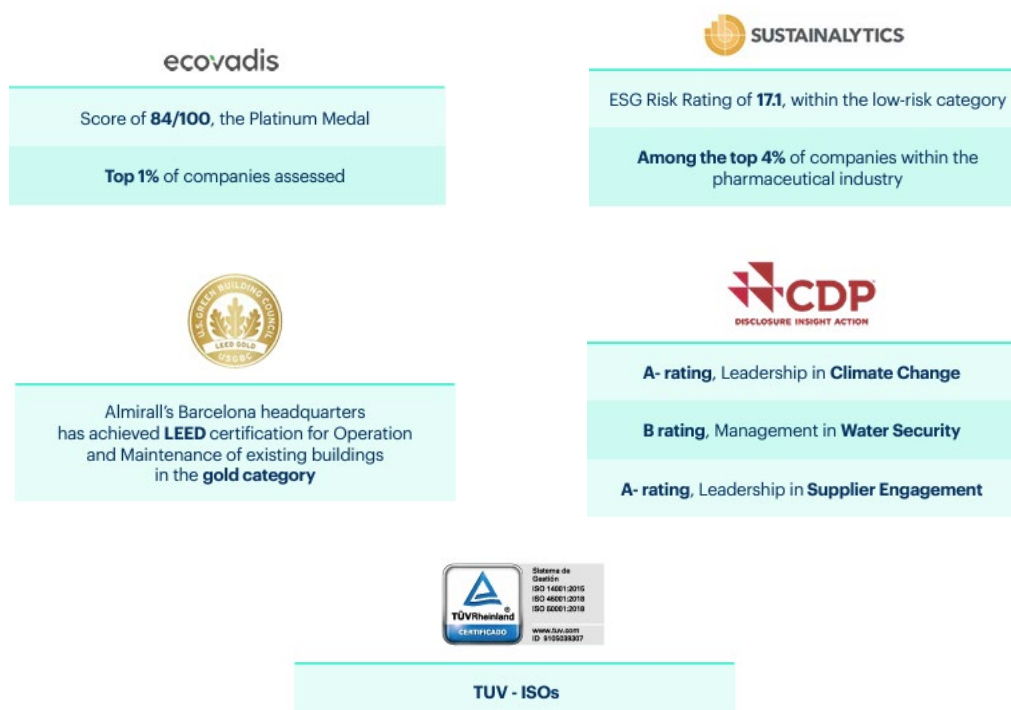 ecovadis
Score of 84/100, the Platinum Medal
Top 1% of companies assessed
SUSTAINALYTICS
ESG Risk Rating of 17.1, within the low-risk category
Among the top 4% of companies within the
pharmaceutical industry
U.S. GREEN BUILDING COUNCIL
LEED GOLD
USGBC
Almirall's Barcelona headquarters
has achieved LEED certification for Operation
and Maintenance of existing buildings
in the gold category
CDP
DISCLOSURE INSIGHT ACTION
A- rating, Leadership in Climate Change
B rating, Management in Water Security
A- rating, Leadership in Supplier Engagement
TÜVRheinland®
CERTIFICADO
Sistema de
Gestión
ISO 14001:2015
ISO 45001:2018
ISO 50001:2018
www.tuv.com
ID 9105038307
TUV - ISOs